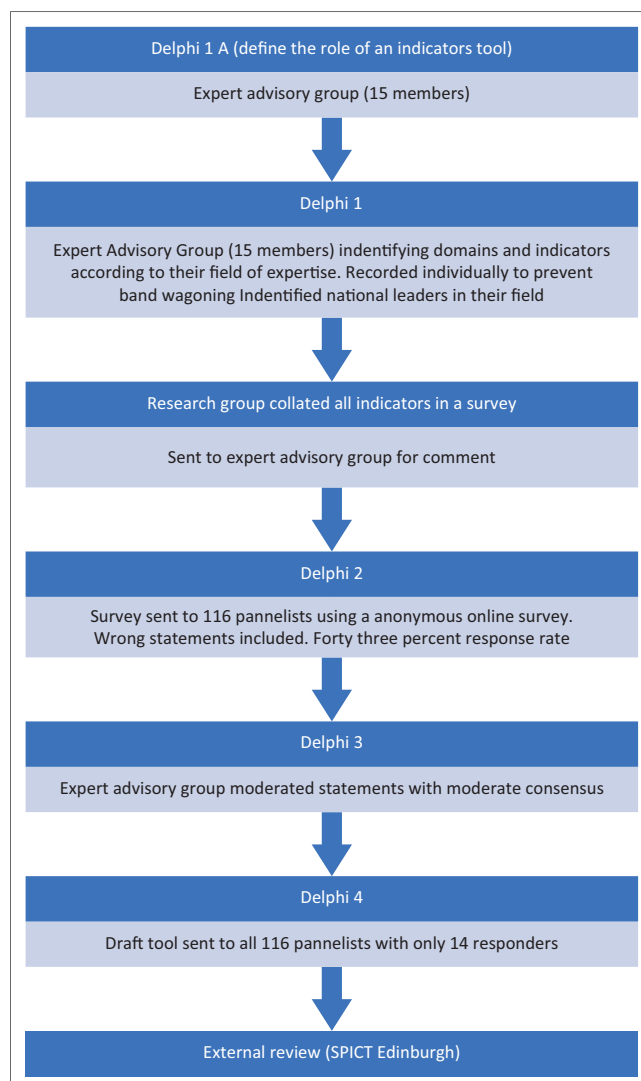 Delphi 1 A (define the role of an indicators tool)
Expert advisory group (15 members)
Delphi 1
Expert Advisory Group (15 members) indentifying domains and indicators
according to their field of expertise. Recorded individually to prevent
band wagoning Indentified national leaders in their field
Research group collated all indicators in a survey
Sent to expert advisory group for comment
Delphi 2
Survey sent to 116 pannelists using a anonymous online survey.
Wrong statements included. Forty three percent response rate
Delphi 3
Expert advisory group moderated statements with moderate consensus
Delphi 4
Draft tool sent to all 116 pannelists with only 14 responders
External review (SPICT Edinburgh)